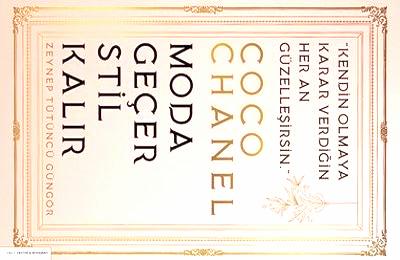 "KENDİN OLMAYA
KARAR VERDİĞİN
HER AN
GÜZELLEŞİRSİN."
COCO
CHANEL
MODA
GEÇER
STİL
KALIR
ZEYNEP TÜTÜNCÜ GÜNGÖR